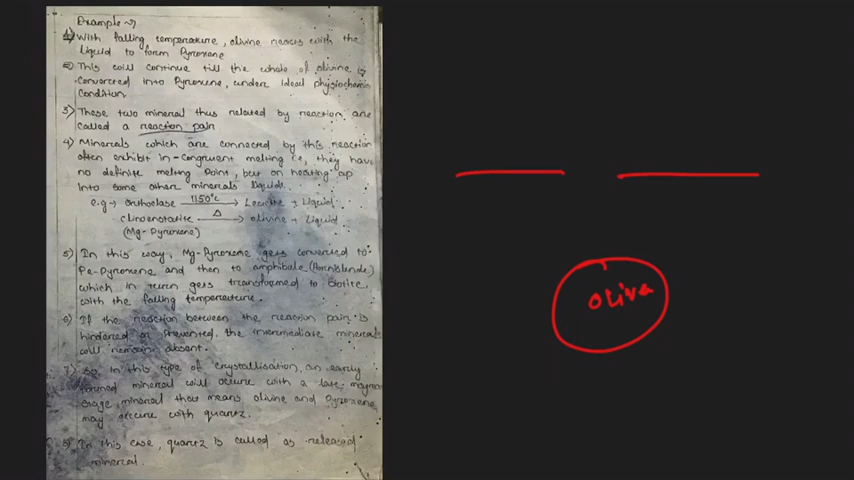 Example ~)
1) With falling temperature, olivine reacts with the
liquid to form Pyroxene
2) This will continue till the whole of olivine is
converted into Pyroxene, under ideal physiochemic
condition
3) These two mineral thus related by reaction are
called a reaction pair
4) Minerals which are connected by this reaction
often exhibit in-congruent melting i.e, they have
no definite melting point, but on heating
into some other minerals liquids.
e.g → orthoclase 1150°C → Leucite + Liquid
clinoenstatite Δ → olivine + Liquid
(Mg-Pyroxene)
5) In this way, Mg-Pyroxene gets converted to
Fe-Pyroxene and then to amphibole (Hornblende)
which in turn gets transformed to Biotite
with the falling temperature.
6) If the reaction between the reaction pair is
hindered or prevented, the intermediate mineral
will remain absent.
7) So in this type of crystallisation, an early
formed mineral will occure with a late
stage mineral that means olivine and Pyroxene
may occure with quartz.
8) In this case, quartz is called as released
mineral.